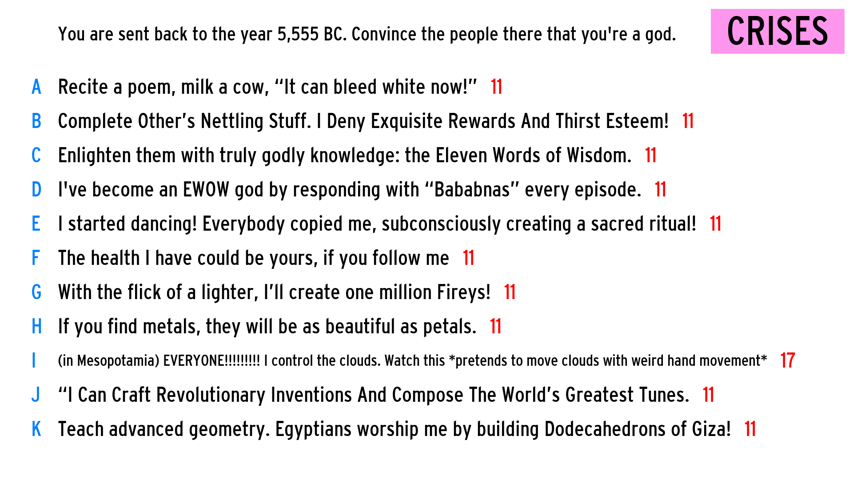 You are sent back to the year 5,555 BC. Convince the people there that you're a god.
CRISES
A Recite a poem, milk a cow, “It can bleed white now!” 11
B Complete Other’s Nettling Stuff. I Deny Exquisite Rewards And Thirst Esteem! 11
C Enlighten them with truly godly knowledge: the Eleven Words of Wisdom. 11
D I've become an EWOW god by responding with “Bababnas” every episode. 11
E I started dancing! Everybody copied me, subconsciously creating a sacred ritual! 11
F The health I have could be yours, if you follow me 11
G With the flick of a lighter, I’ll create one million Fireys! 11
H If you find metals, they will be as beautiful as petals. 11
I (in Mesopotamia) EVERYONE!!!!!!!!! I control the clouds. Watch this *pretends to move clouds with weird hand movement* 17
J “I Can Craft Revolutionary Inventions And Compose The World’s Greatest Tunes. 11
K Teach advanced geometry. Egyptians worship me by building Dodecahedrons of Giza! 11